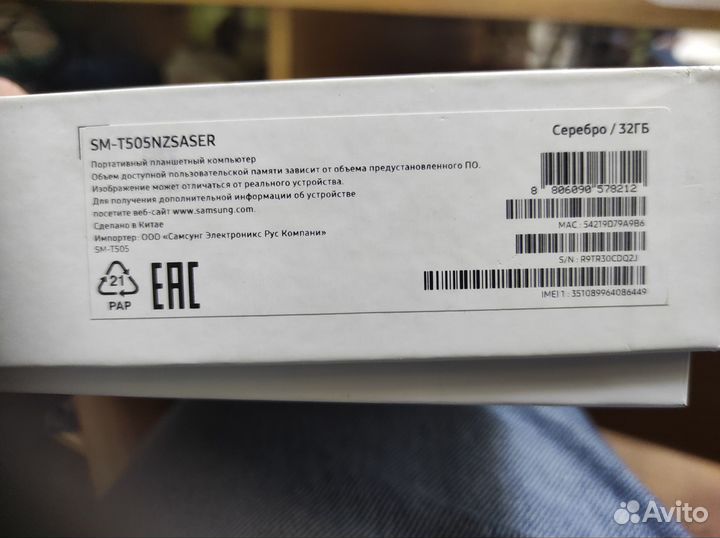 SM-T505NZSASER
Серебро / 32ГБ
Портативный планшетный компьютер
Объем доступной пользовательской памяти зависит от объема предустановленного ПО.
Изображение может отличаться от реального устройства.
Для получения дополнительной информации об устройстве
посетите веб-сайт www.samsung.com.
Сделано в Китае
Импортер: ООО «Самсунг Электроникс Рус Компани»
SM-T505
8 806090 578212
MAC : 54219D79A9B6
S/N : R9TR30CDQ2J
IMEI 1 : 351089964086449
21
PAP
EAC
Avito